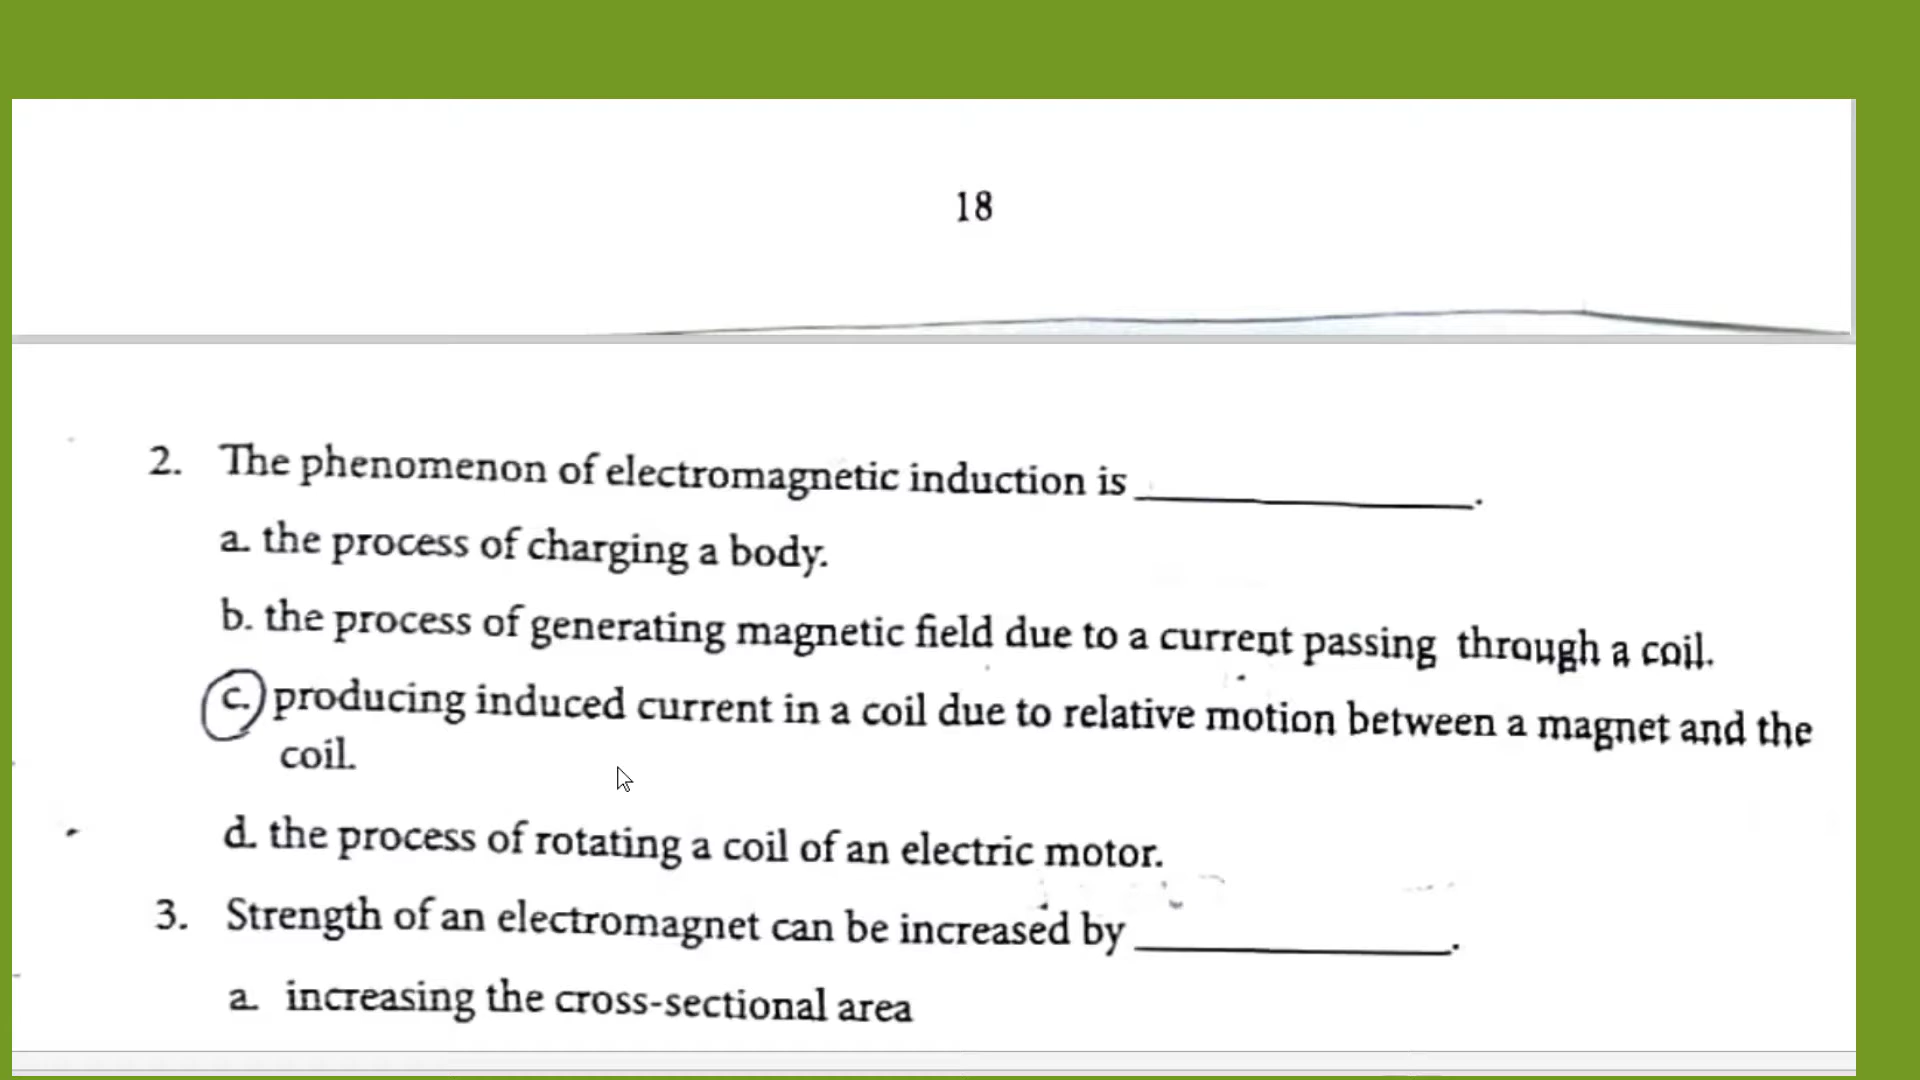 18
2. The phenomenon of electromagnetic induction is ____________.
a. the process of charging a body.
b. the process of generating magnetic field due to a current passing through a coil.
c. producing induced current in a coil due to relative motion between a magnet and the
coil.
d. the process of rotating a coil of an electric motor.
3. Strength of an electromagnet can be increased by ____________.
a. increasing the cross-sectional area